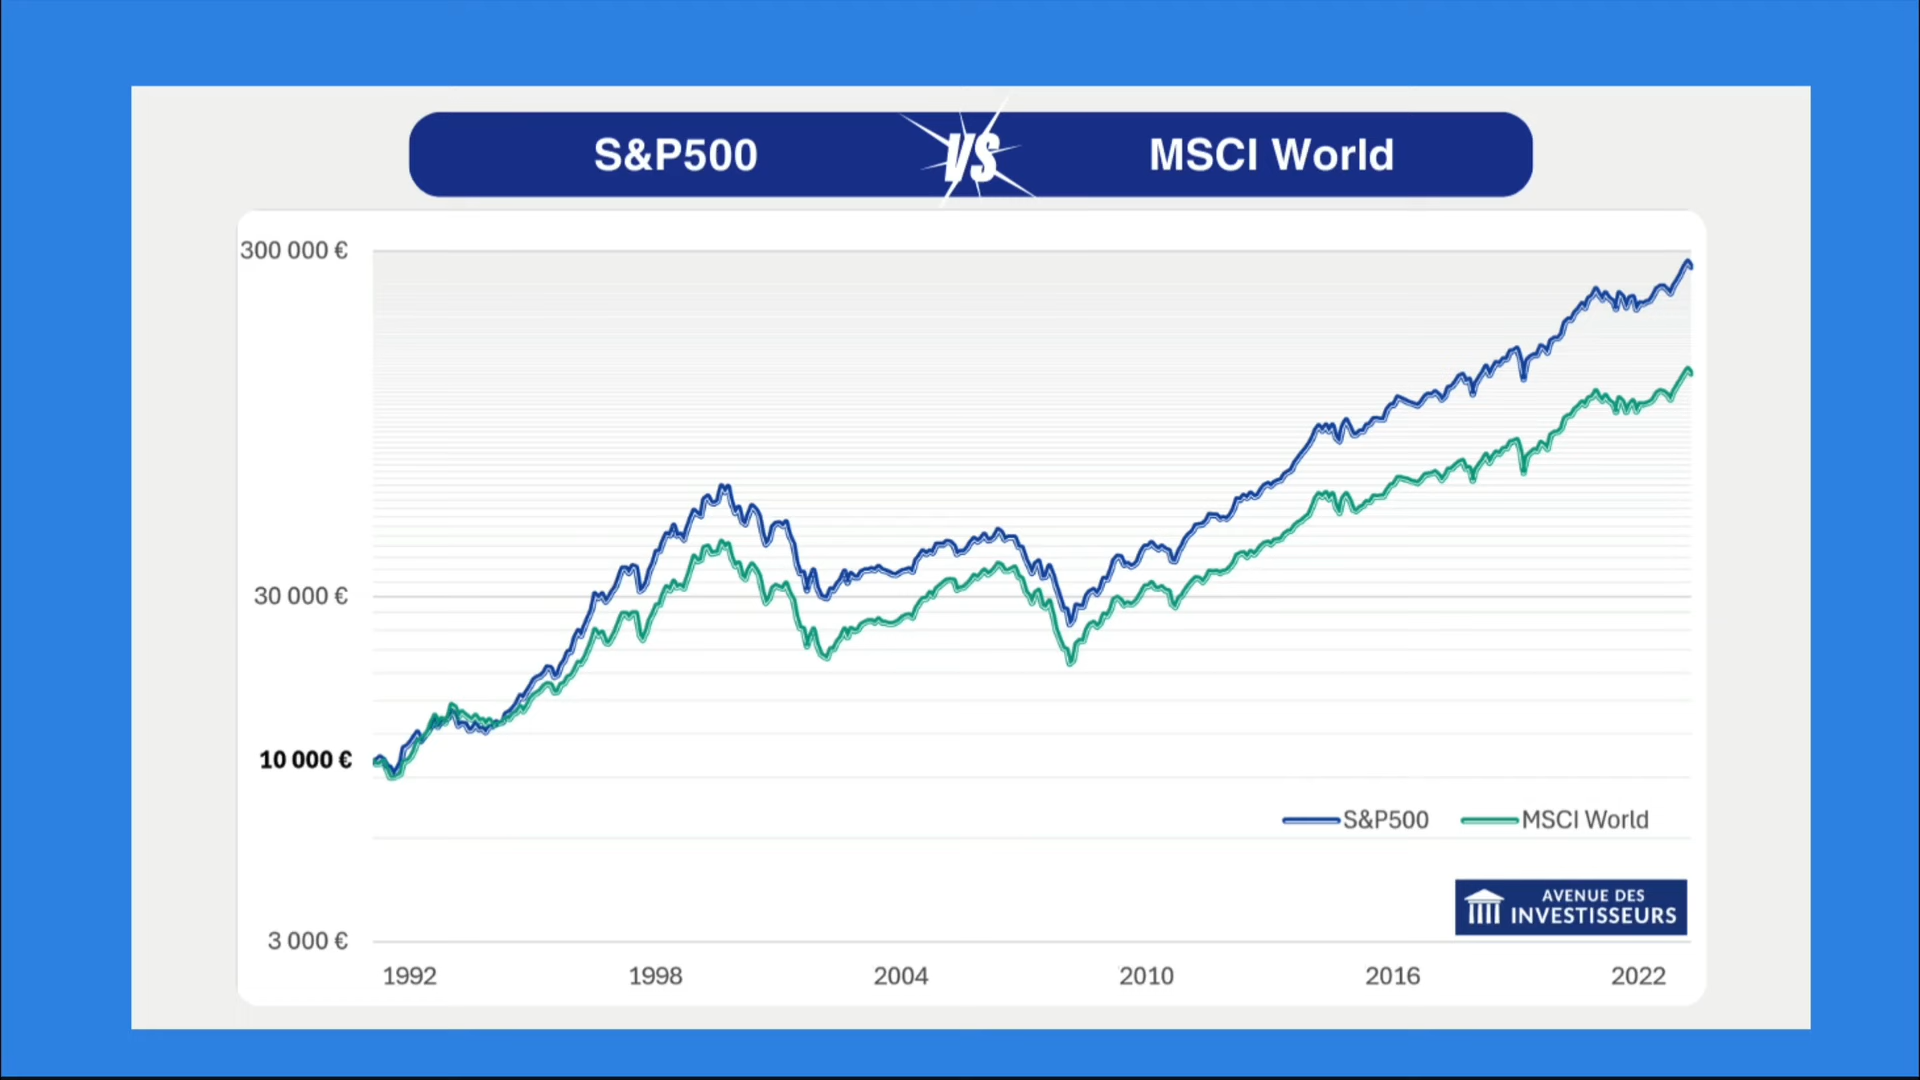 S&P500 VS MSCI World
300 000 €
30 000 €
10 000 €
3 000 €
S&P500 MSCI World
AVENUE DES
INVESTISSEURS
1992 1998 2004 2010 2016 2022